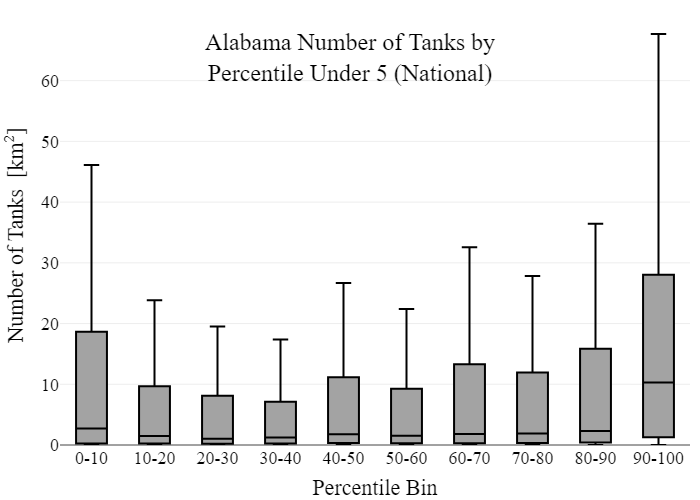 Alabama Number of Tanks by
Percentile Under 5 (National)
Number of Tanks [km²]
60
50
40
30
20
10
0
0-10 10-20 20-30 30-40 40-50 50-60 60-70 70-80 80-90 90-100
Percentile Bin